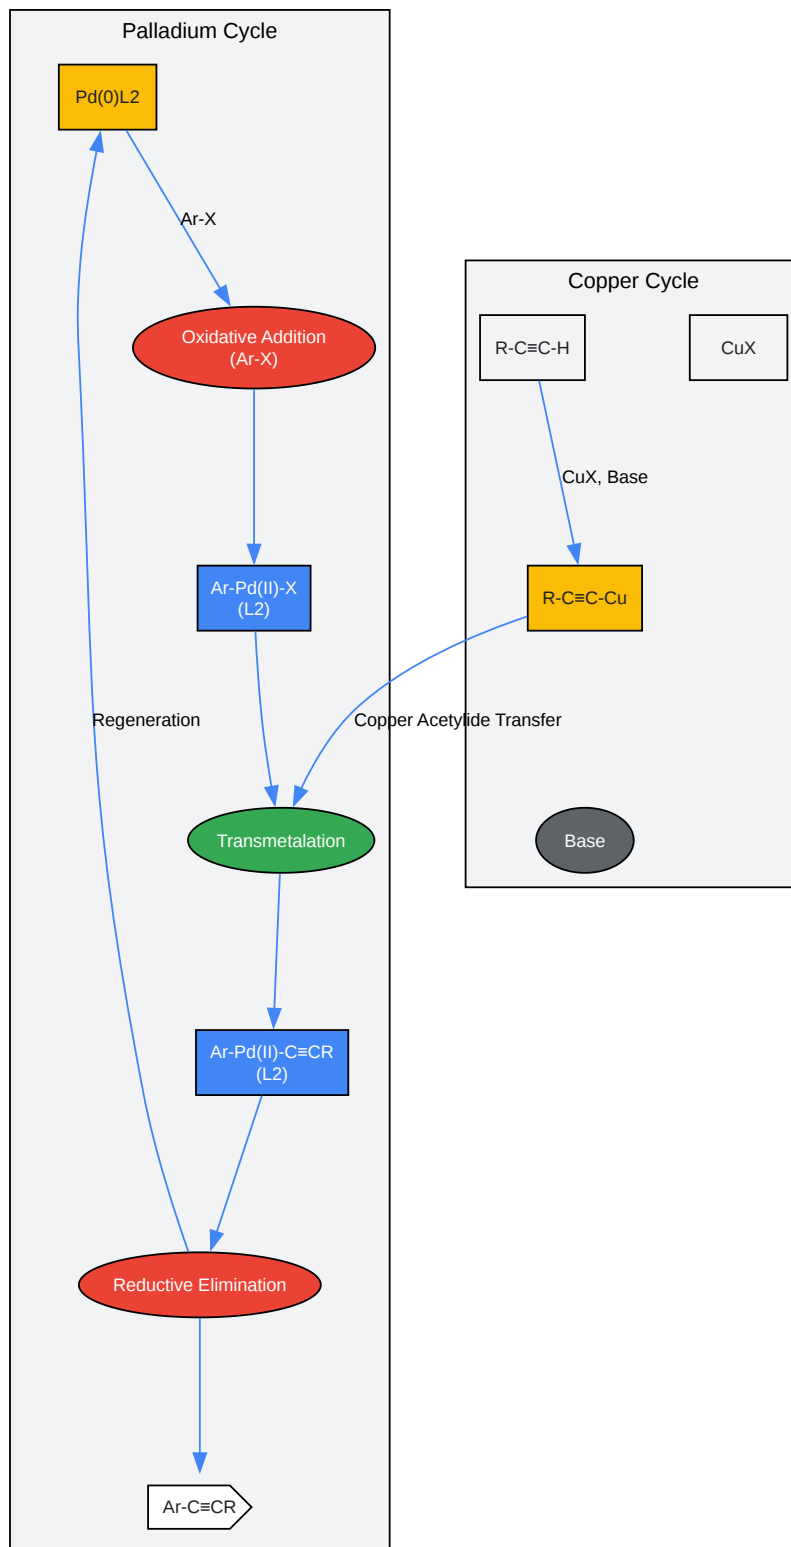 Palladium Cycle
Pd(0)L2
Ar-X
Oxidative Addition
(Ar-X)
Ar-Pd(II)-X
(L2)
Regeneration
Transmetalation
Ar-Pd(II)-C≡CR
(L2)
Reductive Elimination
Ar-C≡CR
Copper Cycle
R-C≡C-H
CuX
CuX, Base
R-C≡C-Cu
Copper Acetylide Transfer
Base